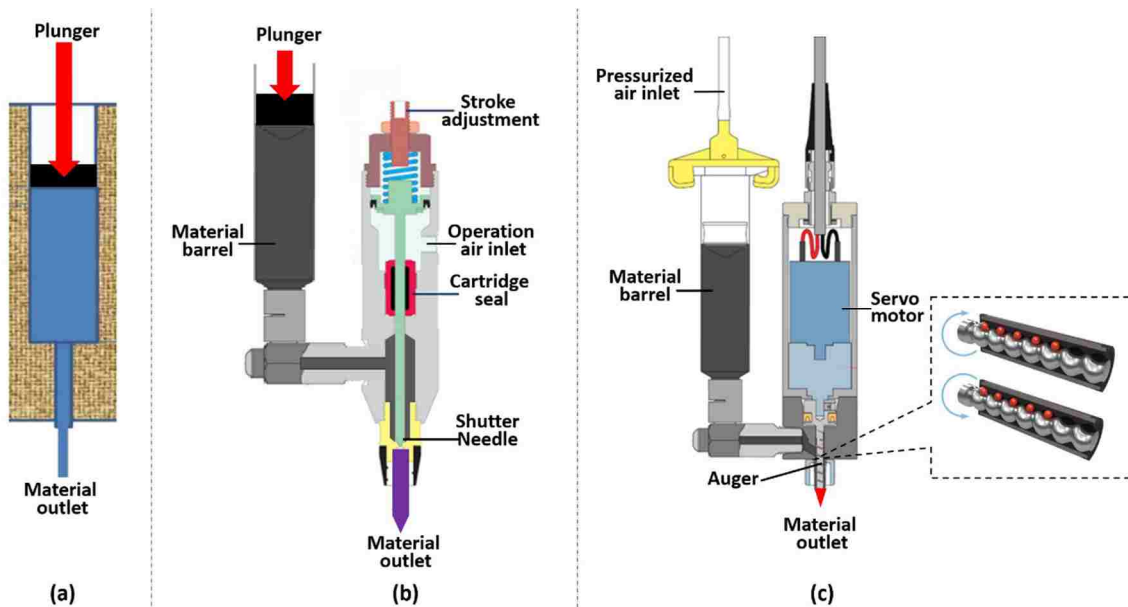 Plunger
Material
outlet
(a)
Plunger
Stroke
adjustment
Material
barrel
Operation
air inlet
Cartridge
seal
Shutter
Needle
Material
outlet
(b)
Pressurized
air inlet
Material
barrel
Servo
motor
Auger
Material
outlet
(c)